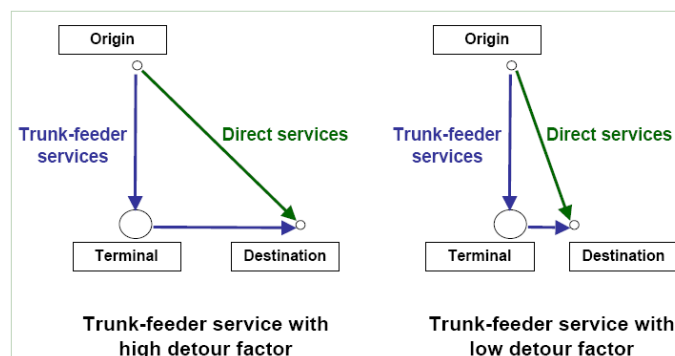 Origin
Trunk-feeder
services
Direct services
Terminal
Destination
Trunk-feeder service with
high detour factor
Origin
Trunk-feeder
services
Direct services
Terminal
Destination
Trunk-feeder service with
low detour factor